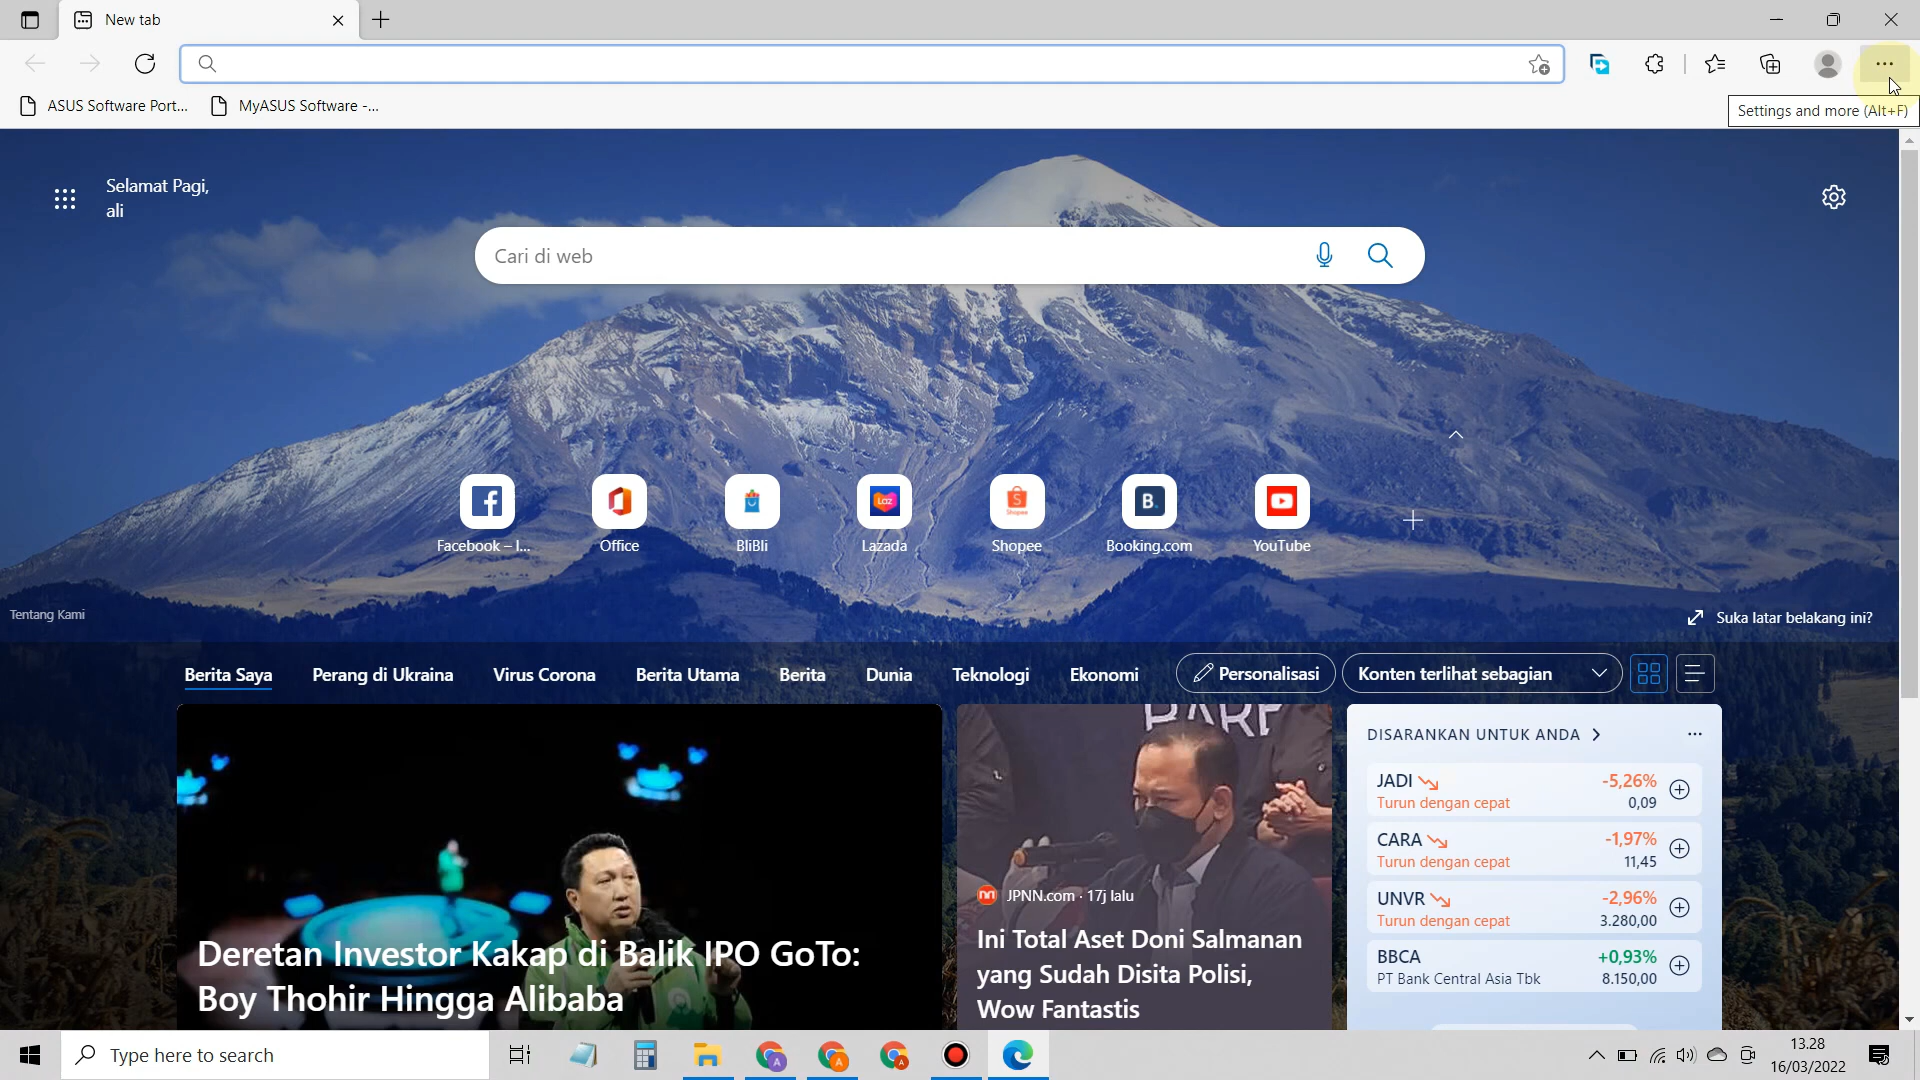 New tab
ASUS Software Port...
MyASUS Software -...
Settings and more (Alt+F)
Selamat Pagi,
ali
Cari di web
Facebook – I...
Office
BliBli
Lazada
Shopee
Booking.com
YouTube
Tentang Kami
Suka latar belakang ini?
Berita Saya
Perang di Ukraina
Virus Corona
Berita Utama
Berita
Dunia
Teknologi
Ekonomi
Personalisasi
Konten terlihat sebagian
Deretan Investor Kakap di Balik IPO GoTo:
Boy Thohir Hingga Alibaba
JPNN.com · 17j lalu
Ini Total Aset Doni Salmanan
yang Sudah Disita Polisi,
Wow Fantastis
DISARANKAN UNTUK ANDA
JADI -5,26%
Turun dengan cepat 0,09
CARA -1,97%
Turun dengan cepat 11,45
UNVR -2,96%
Turun dengan cepat 3.280,00
BBCA +0,93%
PT Bank Central Asia Tbk 8.150,00
Type here to search
13.28
16/03/2022